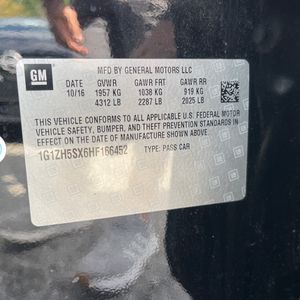 GM
MFD BY GENERAL MOTORS LLC
DATE GVWR GAWR FRT GAWR RR
10/16 1957 KG 1038 KG 919 KG
4312 LB 2287 LB 2025 LB
THIS VEHICLE CONFORMS TO ALL APPLICABLE U.S. FEDERAL MOTOR
VEHICLE SAFETY, BUMPER, AND THEFT PREVENTION STANDARDS IN
EFFECT ON THE DATE OF MANUFACTURE SHOWN ABOVE.
1G1ZH5SX6HF166452 TYPE: PASS CAR